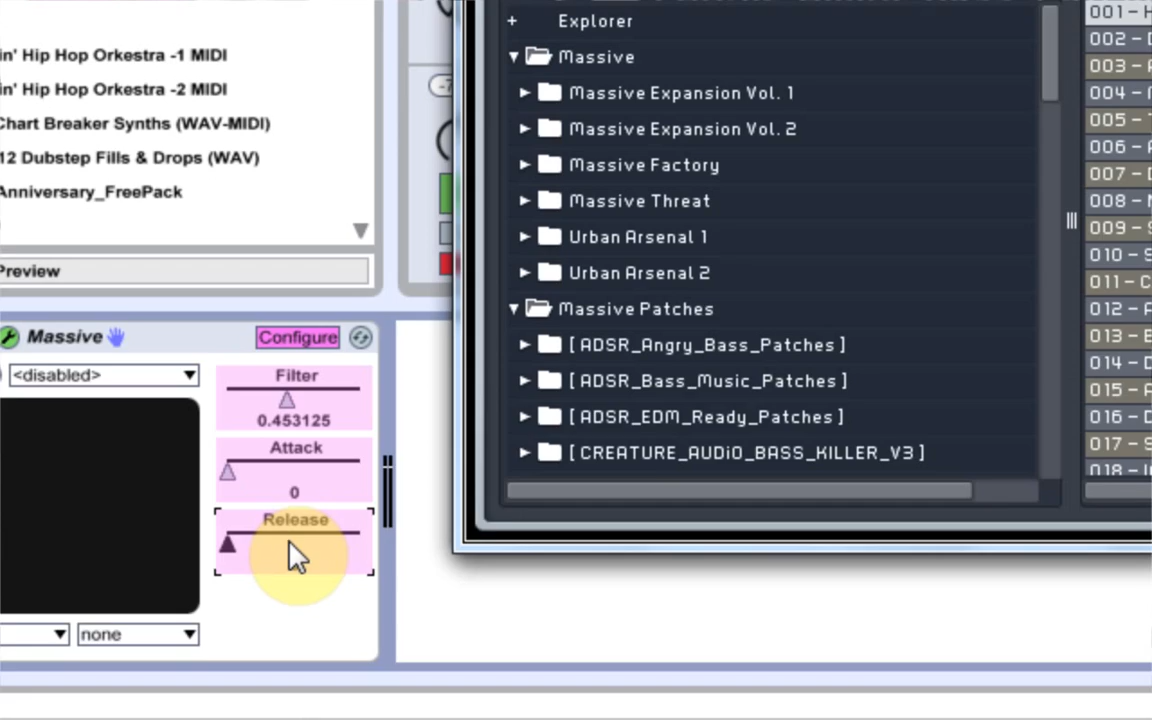 in' Hip Hop Orkestra -1 MIDI
in' Hip Hop Orkestra -2 MIDI
Chart Breaker Synths (WAV-MIDI)
12 Dubstep Fills & Drops (WAV)
Anniversary_FreePack
Preview
Massive
Configure
<disabled>
Filter
0.453125
Attack
0
Release
none
+ Explorer
Massive
Massive Expansion Vol. 1
Massive Expansion Vol. 2
Massive Factory
Massive Threat
Urban Arsenal 1
Urban Arsenal 2
Massive Patches
[ ADSR_Angry_Bass_Patches ]
[ ADSR_Bass_Music_Patches ]
[ ADSR_EDM_Ready_Patches ]
[ CREATURE_AUDiO_BASS_KILLER_V3 ]
001 - H
002 -
003 -
004 -
005 -
006 -
007 -
008 -
009 - S
010 - S
011 - C
012 -
013 -
014 -
015 -
016 -
017 - S
018 -